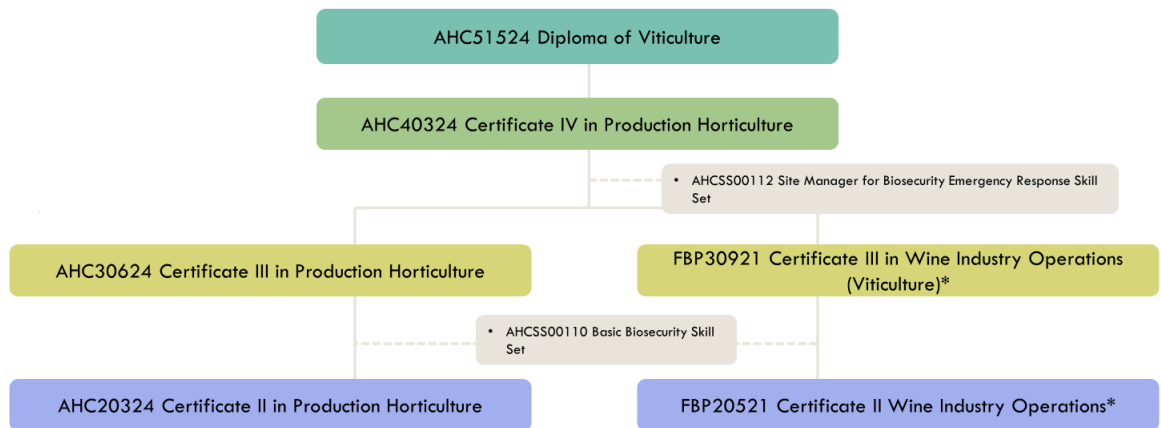 AHC51524 Diploma of Viticulture
AHC40324 Certificate IV in Production Horticulture
• AHCSS00112 Site Manager for Biosecurity Emergency Response Skill
Set
AHC30624 Certificate III in Production Horticulture
FBP30921 Certificate III in Wine Industry Operations
(Viticulture)*
• AHCSS00110 Basic Biosecurity Skill
Set
AHC20324 Certificate II in Production Horticulture
FBP20521 Certificate II Wine Industry Operations*